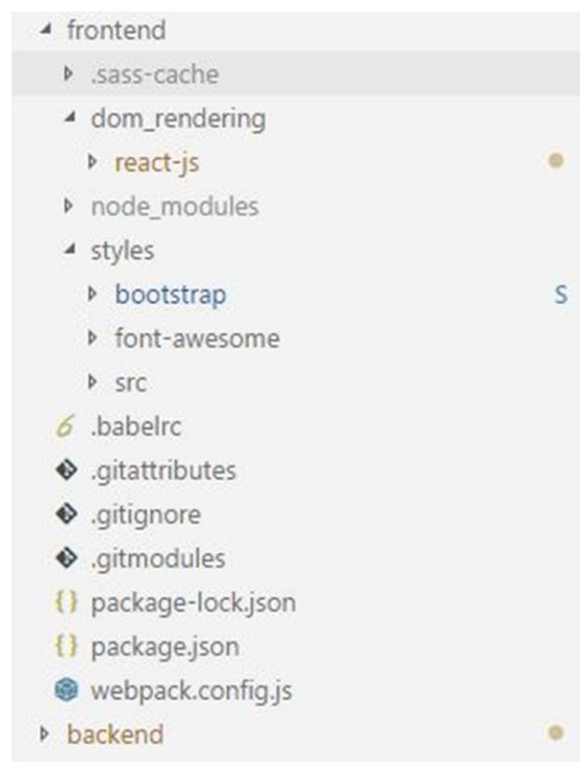 frontend
.sass-cache
dom_rendering
react-js
node_modules
styles
bootstrap S
font-awesome
src
.babelrc
.gitattributes
.gitignore
.gitmodules
package-lock.json
package.json
webpack.config.js
backend